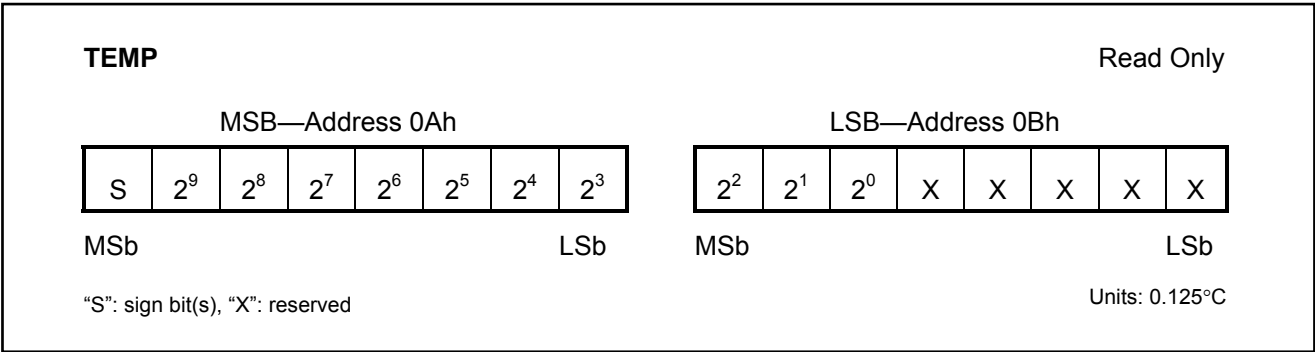 TEMP Read Only
MSB—Address 0Ah LSB—Address 0Bh
S 2⁹ 2⁸ 2⁷ 2⁶ 2⁵ 2⁴ 2³ 2² 2¹ 2⁰ X X X X X
MSb LSb MSb LSb
“S”: sign bit(s), “X”: reserved Units: 0.125°C